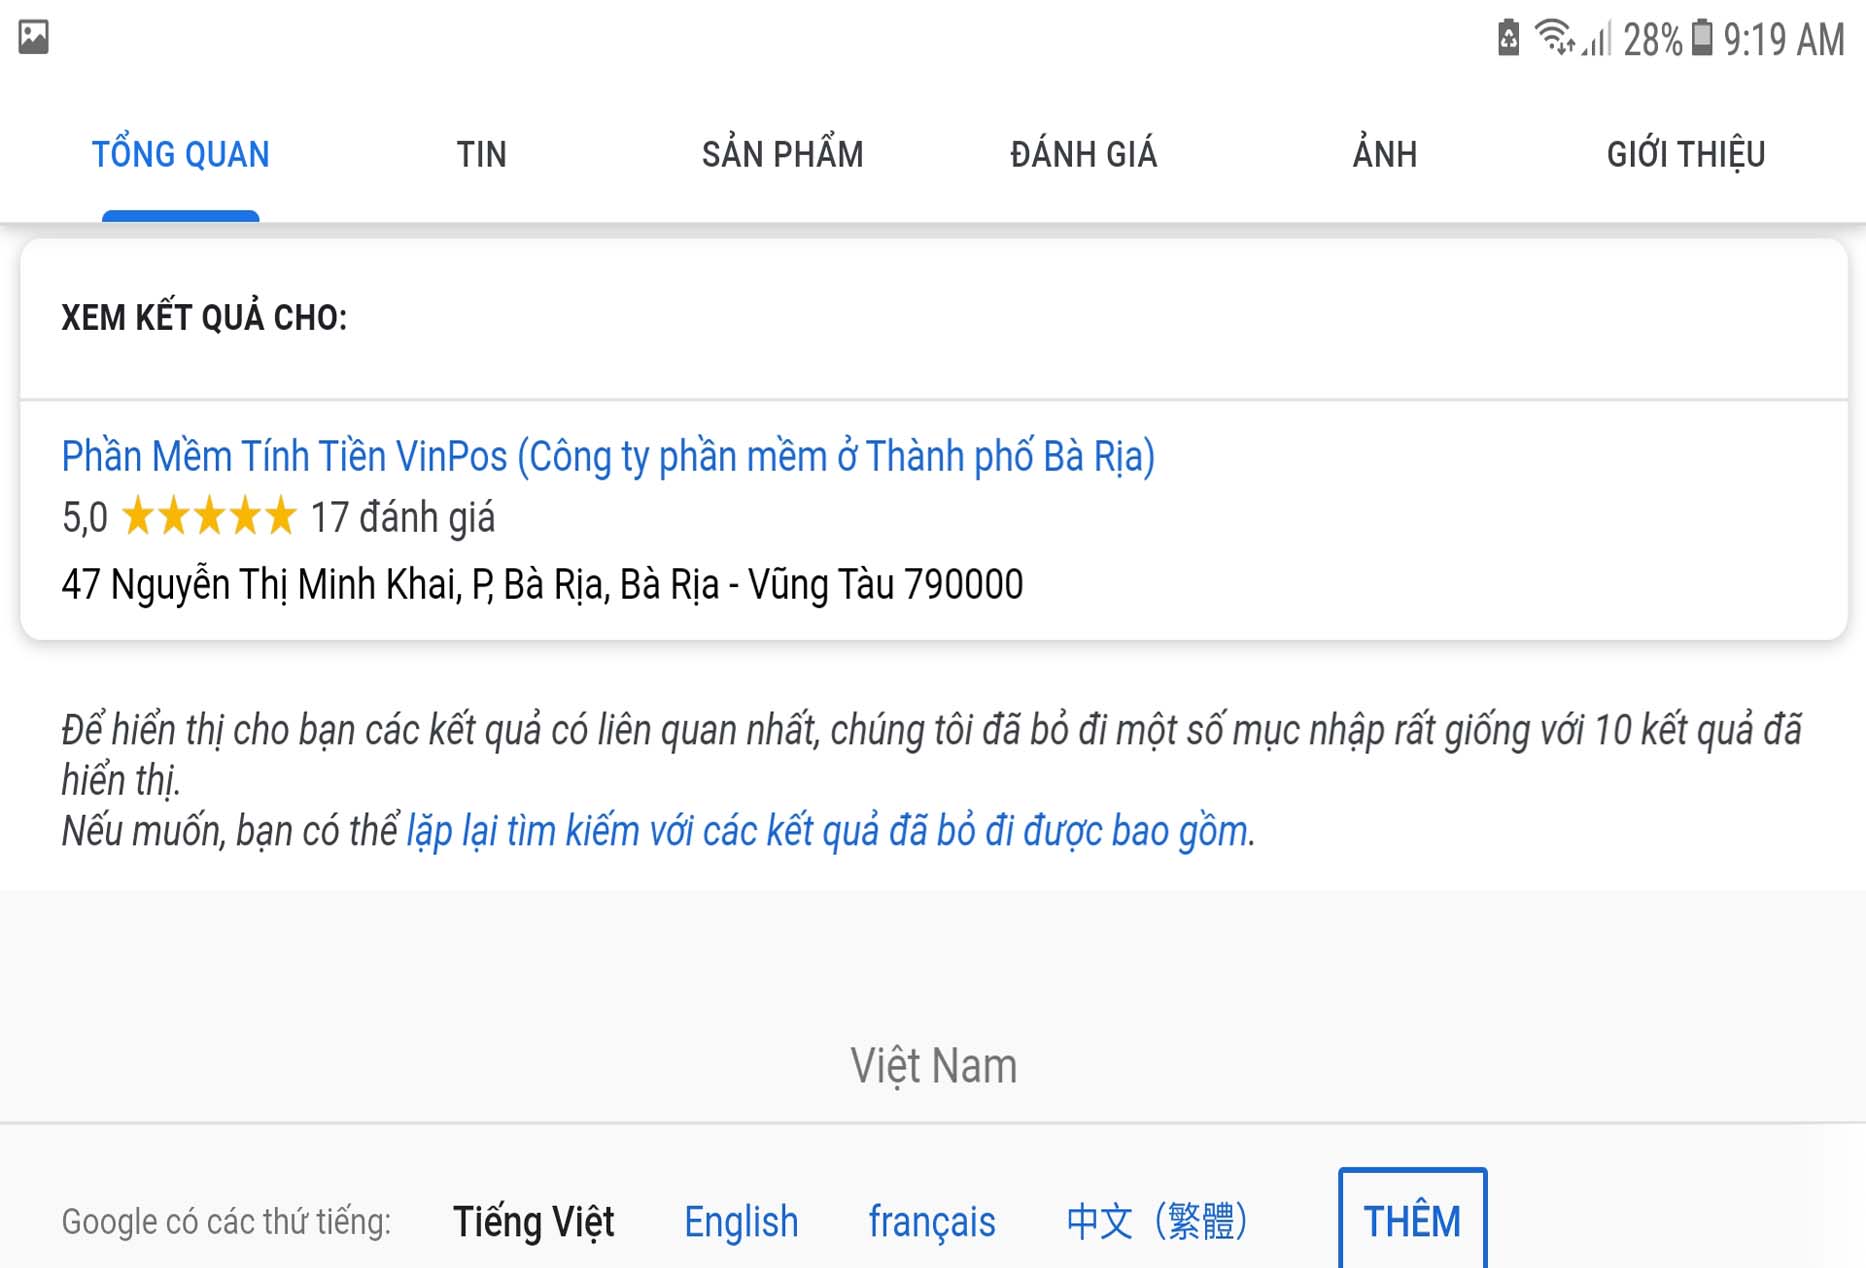 28% 9:19 AM
TỔNG QUAN TIN SẢN PHẨM ĐÁNH GIÁ ẢNH GIỚI THIỆU
XEM KẾT QUẢ CHO:
Phần Mềm Tính Tiền VinPos (Công ty phần mềm ở Thành phố Bà Rịa)
5,0 ★★★★★ 17 đánh giá
47 Nguyễn Thị Minh Khai, P, Bà Rịa, Bà Rịa - Vũng Tàu 790000
Để hiển thị cho bạn các kết quả có liên quan nhất, chúng tôi đã bỏ đi một số mục nhập rất giống với 10 kết quả đã
hiển thị.
Nếu muốn, bạn có thể lặp lại tìm kiếm với các kết quả đã bỏ đi được bao gồm.
Việt Nam
Google có các thứ tiếng: Tiếng Việt English français 中文（繁體） THÊM